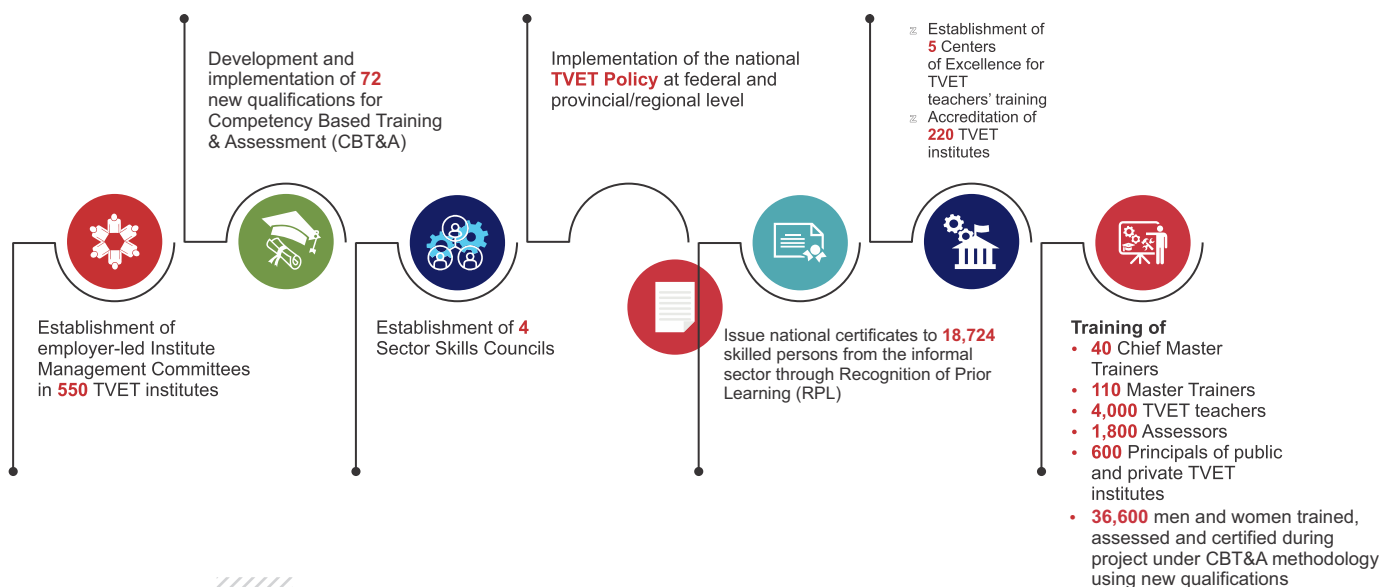 Establishment of
employer-led Institute
Management Committees
in 550 TVET institutes
Development and
implementation of 72
new qualifications for
Competency Based Training
& Assessment (CBT&A)
Establishment of 4
Sector Skills Councils
Implementation of the national
TVET Policy at federal and
provincial/regional level
Issue national certificates to 18,724
skilled persons from the informal
sector through Recognition of Prior
Learning (RPL)
Establishment of
5 Centers
of Excellence for
TVET
teachers’ training
Accreditation of
220 TVET
institutes
Training of
• 40 Chief Master
Trainers
• 110 Master Trainers
• 4,000 TVET teachers
• 1,800 Assessors
• 600 Principals of public
and private TVET
institutes
• 36,600 men and women trained,
assessed and certified during
project under CBT&A methodology
using new qualifications